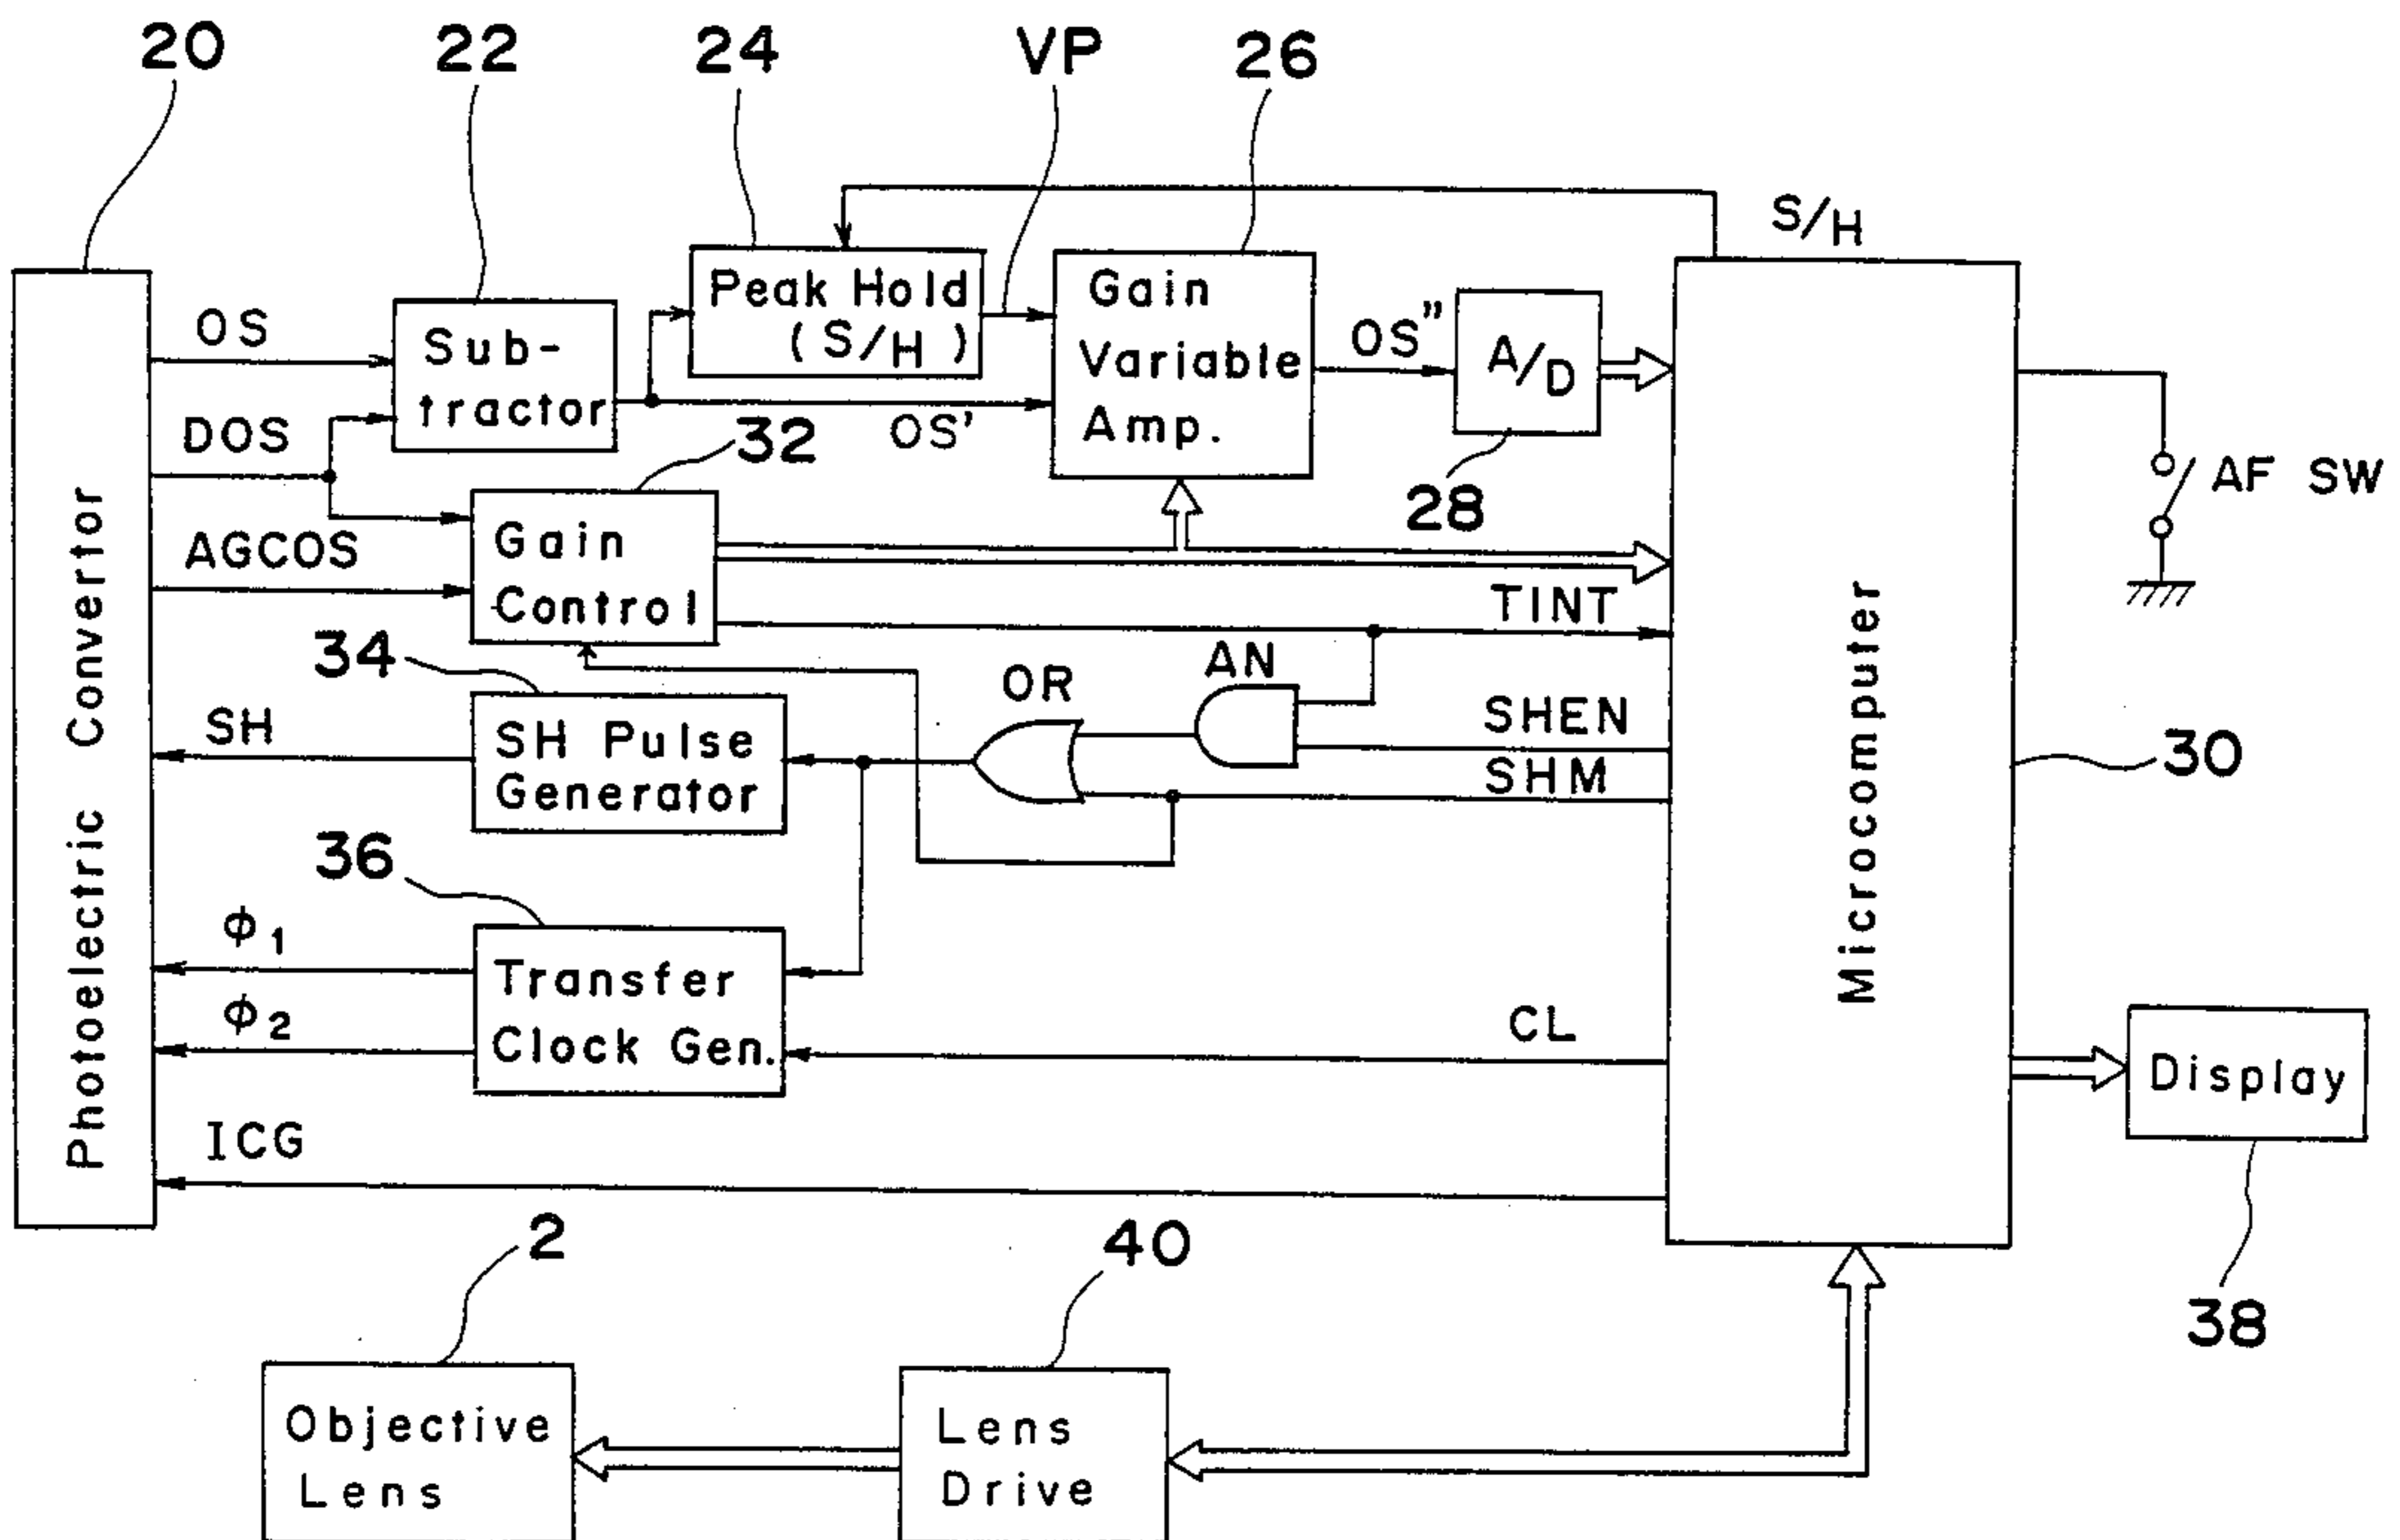 20
22
24
VP
26
S/H
OS
Sub-
tractor
Peak Hold
(S/H)
Gain
Variable
Amp.
OS"
A/D
OS'
DOS
32
28
AF SW
AGCOS
Gain
Control
TINT
34
OR
AN
SH
SH Pulse
Generator
SHEN
SHM
30
Photoelectric Convertor
Microcomputer
36
φ1
φ2
Transfer
Clock Gen.
CL
Display
ICG
2
40
38
Objective
Lens
Lens
Drive